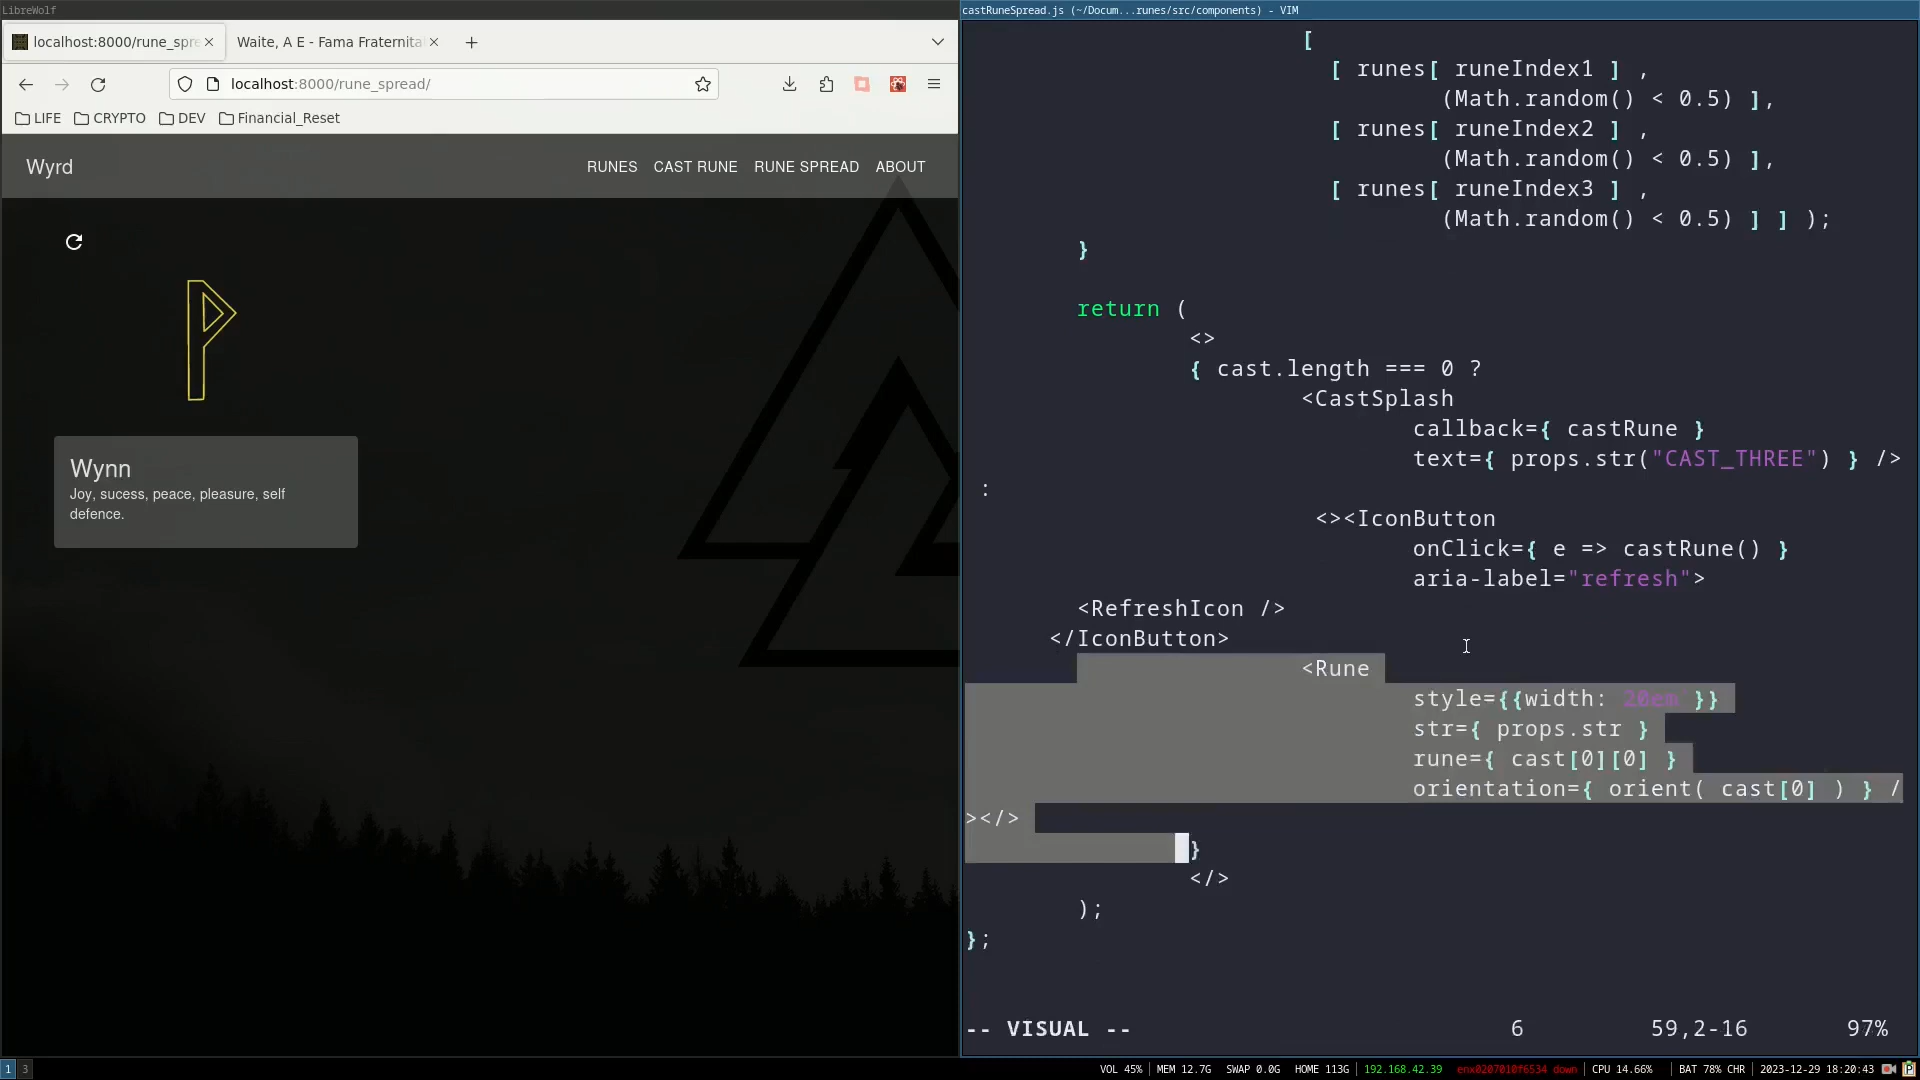 LibreWolf
localhost:8000/rune_spre
Waite, A E - Fama Fraternita
localhost:8000/rune_spread/
LIFE
CRYPTO
DEV
Financial_Reset
Wyrd
RUNES
CAST RUNE
RUNE SPREAD
ABOUT
Wynn
Joy, sucess, peace, pleasure, self
defence.
castRuneSpread.js (~/Docum...runes/src/components) - VIM
[
[ runes[ runeIndex1 ] ,
(Math.random() < 0.5) ],
[ runes[ runeIndex2 ] ,
(Math.random() < 0.5) ],
[ runes[ runeIndex3 ] ,
(Math.random() < 0.5) ] ] );
}
return (
<>
{ cast.length === 0 ?
<CastSplash
callback={ castRune }
text={ props.str("CAST_THREE") } />
:
<><IconButton
onClick={ e => castRune() }
aria-label="refresh">
<RefreshIcon />
</IconButton>
<Rune
style={{width: "20em" }}
str={ props.str }
rune={ cast[0][0] }
orientation={ orient( cast[0] ) } /
></>
}
</>
);
};
-- VISUAL --
6
59,2-16
97%
1
3
VOL 45%
MEM 12.7G
SWAP 0.0G
HOME 113G
192.168.42.39
enx0207010f6534 down
CPU 14.66%
BAT 78% CHR
2023-12-29 18:20:43